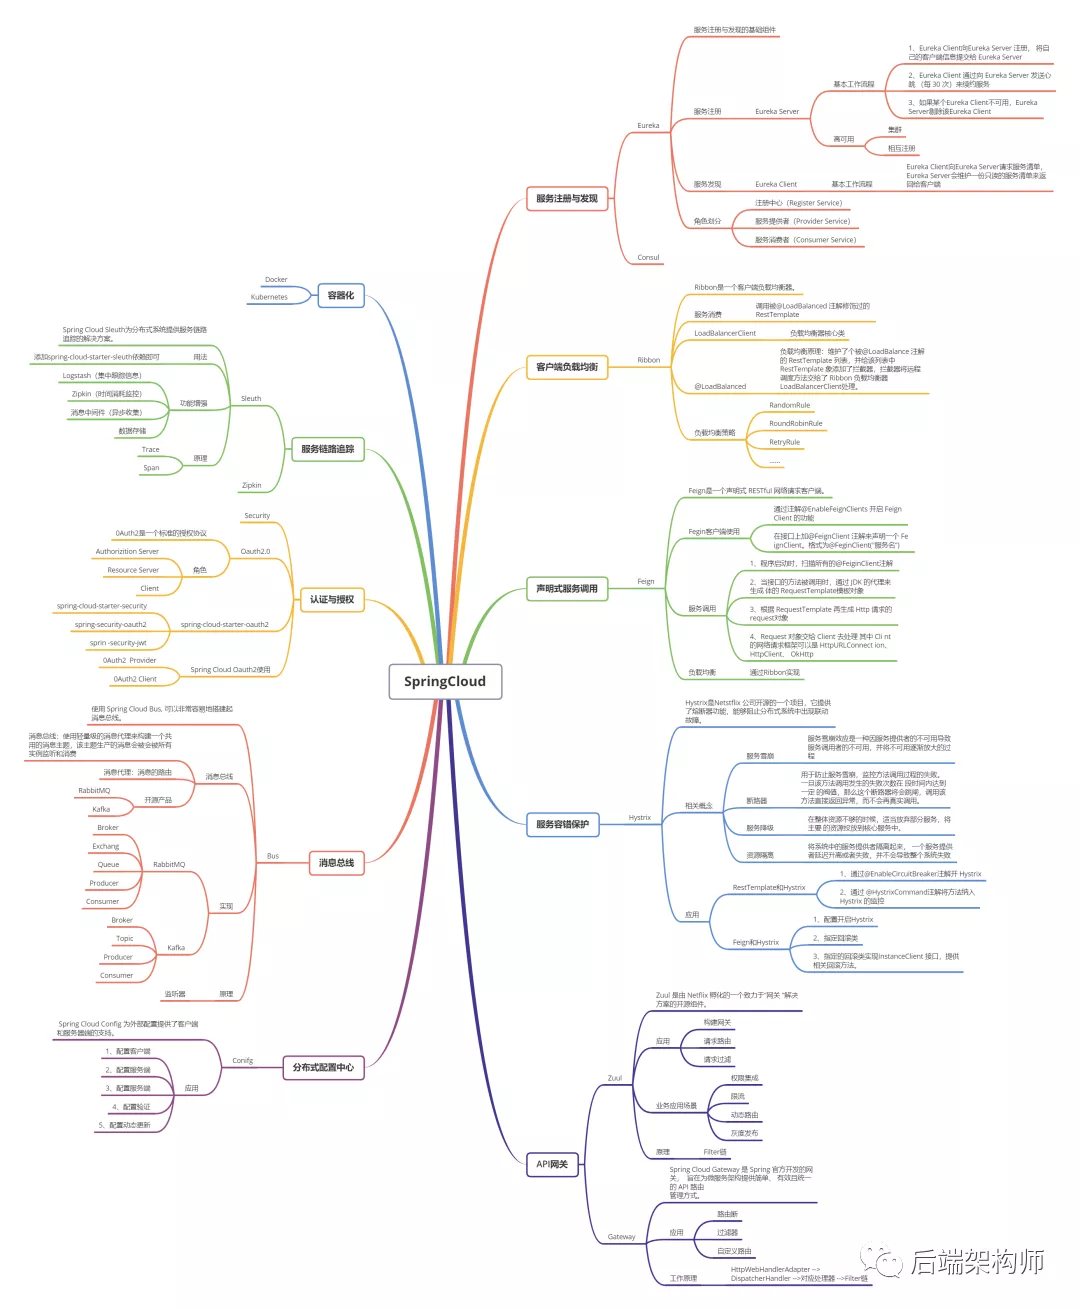 SpringCloud
服务注册与发现
Eureka
服务注册与发现的基础组件
服务注册
Eureka Server
基本工作流程
1、Eureka Client向Eureka Server 注册， 将自
己的客户端信息提交给 Eureka Server
2、Eureka Client 通过向 Eureka Server 发送心
跳 （每 30 次）来续约服务
3、如果某个Eureka Client不可用，Eureka
Server剔除该Eureka Client
高可用
集群
相互注册
服务发现
Eureka Client
基本工作流程
Eureka Client向Eureka Server请求服务清单，
Eureka Server会维护一份只读的服务清单来返
回给客户端
角色划分
注册中心（Register Service）
服务提供者（Provider Service）
服务消费者（Consumer Service）
Consul
客户端负载均衡
Ribbon
Ribbon是一个客户端负载均衡器。
服务消费
调用被@LoadBalanced 注解修饰过的
RestTemplate
LoadBalancerClient
负载均衡器核心类
@LoadBalanced
负载均衡原理：维护了个被@LoadBalance 注解
的 RestTemplate 列表，并给该列表中
RestTemplate 象添加了拦截器，拦截器将远程
调度方法交给了 Ribbon 负载均衡器
LoadBalancerClient处理。
负载均衡策略
RandomRule
RoundRobinRule
RetryRule
......
声明式服务调用
Feign
Feign是一个声明式 RESTful 网络请求客户端。
Fegin客户端使用
通过注解@EnableFeignClients 开启 Feign
Client 的功能
在接口上加@FeignClient 注解来声明一个 Fe
ignClient。格式为@FeginClient("服务名")
服务调用
1、程序启动时，扫描所有的@FeiginClient注解
2、当接口的方法被调用时，通过 JDK 的代理来
生成 体的 RequestTemplate模板对象
3、根据 RequestTemplate 再生成 Http 请求的
request对象
4、Request 对象交给 Client 去处理 其中 Cli nt
的网络请求框架可以是 HttpURLConnect ion、
HttpClient、 OkHttp
负载均衡
通过Ribbon实现
服务容错保护
Hystrix
Hystrix是Netstflix 公司开源的一个项目，它提供
了熔断器功能，能够阻止分布式系统中出现联动
故障。
相关概念
服务雪崩
服务雪崩效应是一种因服务提供者的不可用导致
服务调用者的不可用，并将不可用逐渐放大的过
程
断路器
用于防止服务雪崩，监控方法调用过程的失败。
一旦该方法调用发生的失败次数在 段时间内达到
一定 的阀值，那么这个断路器将会跳闸，调用该
方法直接返回异常，而不会再真实调用。
服务降级
在整体资源不够的时候，适当放弃部分服务，将
主要 的资源投放到核心服务中。
资源隔离
将系统中的服务提供者隔离起来， 一个服务提供
者延迟升高或者失败，并不会导致整个系统失败
应用
RestTemplate和Hystrix
1、通过@EnableCircuitBreaker注解开 Hystrix
2、通过 @HystrixCommand注解将方法纳入
Hystrix 的监控
Feign和Hystrix
1、配置开启Hystrix
2、指定回滚类
3、指定的回滚类实现InstanceClient 接口，提供
相关回滚方法。
API网关
Zuul
Zuul 是由 Netflix 孵化的一个致力于"网关 "解决
方案的开源组件。
应用
构建网关
请求路由
请求过滤
业务应用场景
权限集成
限流
动态路由
灰度发布
原理
Filter链
Gateway
Spring Cloud Gateway 是 Spring 官方开发的网
关， 旨在为微服务架构提供简单、 有效且统一
的 API 路由
管理方式。
应用
路由断
过滤器
自定义路由
工作原理
HttpWebHandlerAdapter -->
DispatcherHandler -->对应处理器 -->Filter链
容器化
Docker
Kubernetes
服务链路追踪
Sleuth
Spring Cloud Sleuth为分布式系统提供服务链路
追踪的解决方案。
用法
添加spring-cloud-starter-sleuth依赖即可
功能增强
Logstash（集中跟踪信息）
Zipkin（时间消耗监控）
消息中间件（异步收集）
数据存储
原理
Trace
Span
Zipkin
认证与授权
Security
Oauth2.0
0Auth2是一个标准的授权协议
角色
Authorizition Server
Resource Server
Client
spring-cloud-starter-oauth2
spring-cloud-starter-security
spring-security-oauth2
sprin -security-jwt
Spring Cloud Oauth2使用
0Auth2  Provider
0Auth2 Client
消息总线
Bus
使用 Spring Cloud Bus, 可以非常容易地搭建起
消息总线。
消息总线
消息总线：使用轻量级的消息代理来构建一个共
用的消息主题，该主题生产的消息会被会被所有
实例监听和消费
消息代理：消息的路由
开源产品
RabbitMQ
Kafka
实现
RabbitMQ
Broker
Exchang
Queue
Producer
Consumer
Kafka
Broker
Topic
Producer
Consumer
原理
监听器
分布式配置中心
Conifg
Spring Cloud Config 为外部配置提供了客户端
和服务器端的支持。
应用
1、配置客户端
2、配置服务端
3、配置服务端
4、配置验证
5、配置动态更新
后端架构师